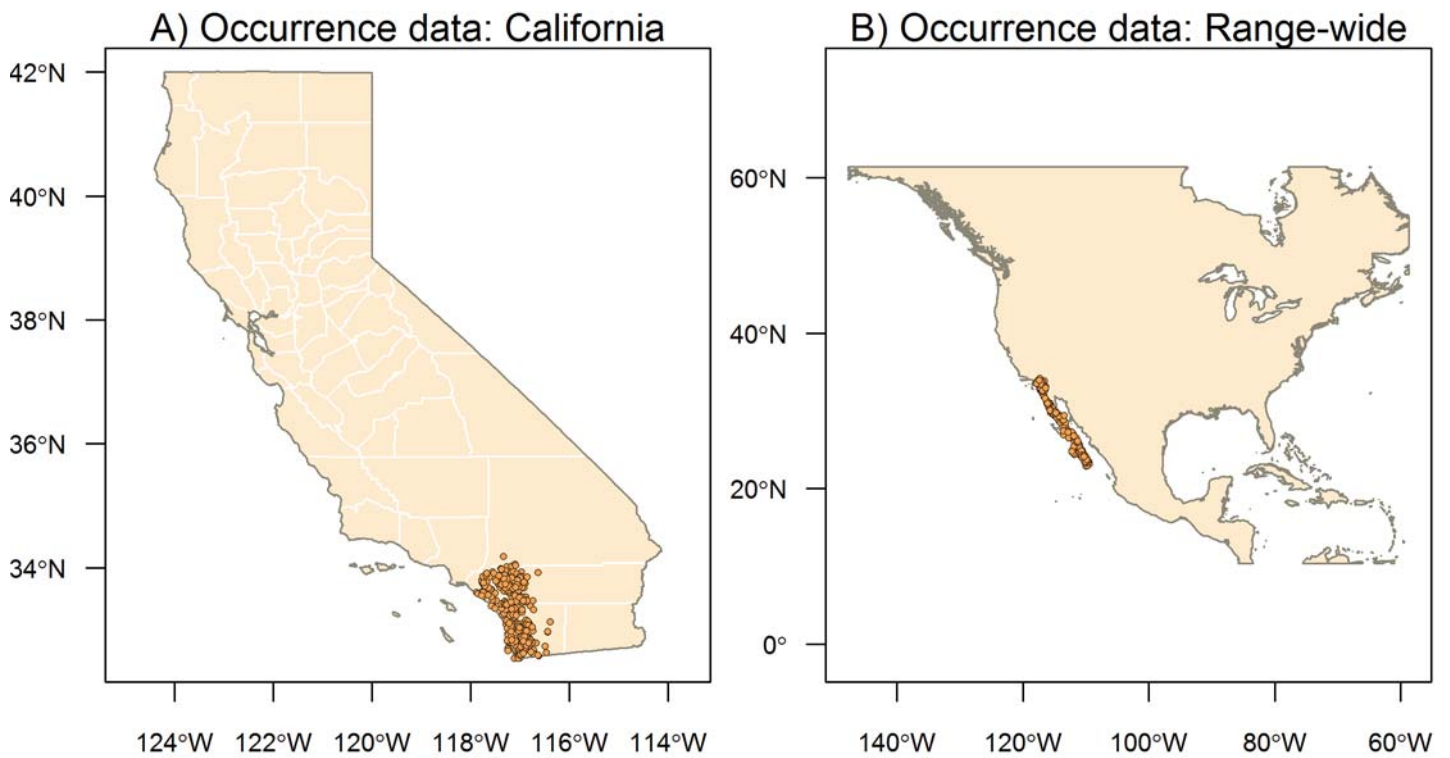 A) Occurrence data: California
42°N
40°N
38°N
36°N
34°N
124°W 122°W 120°W 118°W 116°W 114°W
B) Occurrence data: Range-wide
60°N
40°N
20°N
0°
140°W 120°W 100°W 80°W 60°W